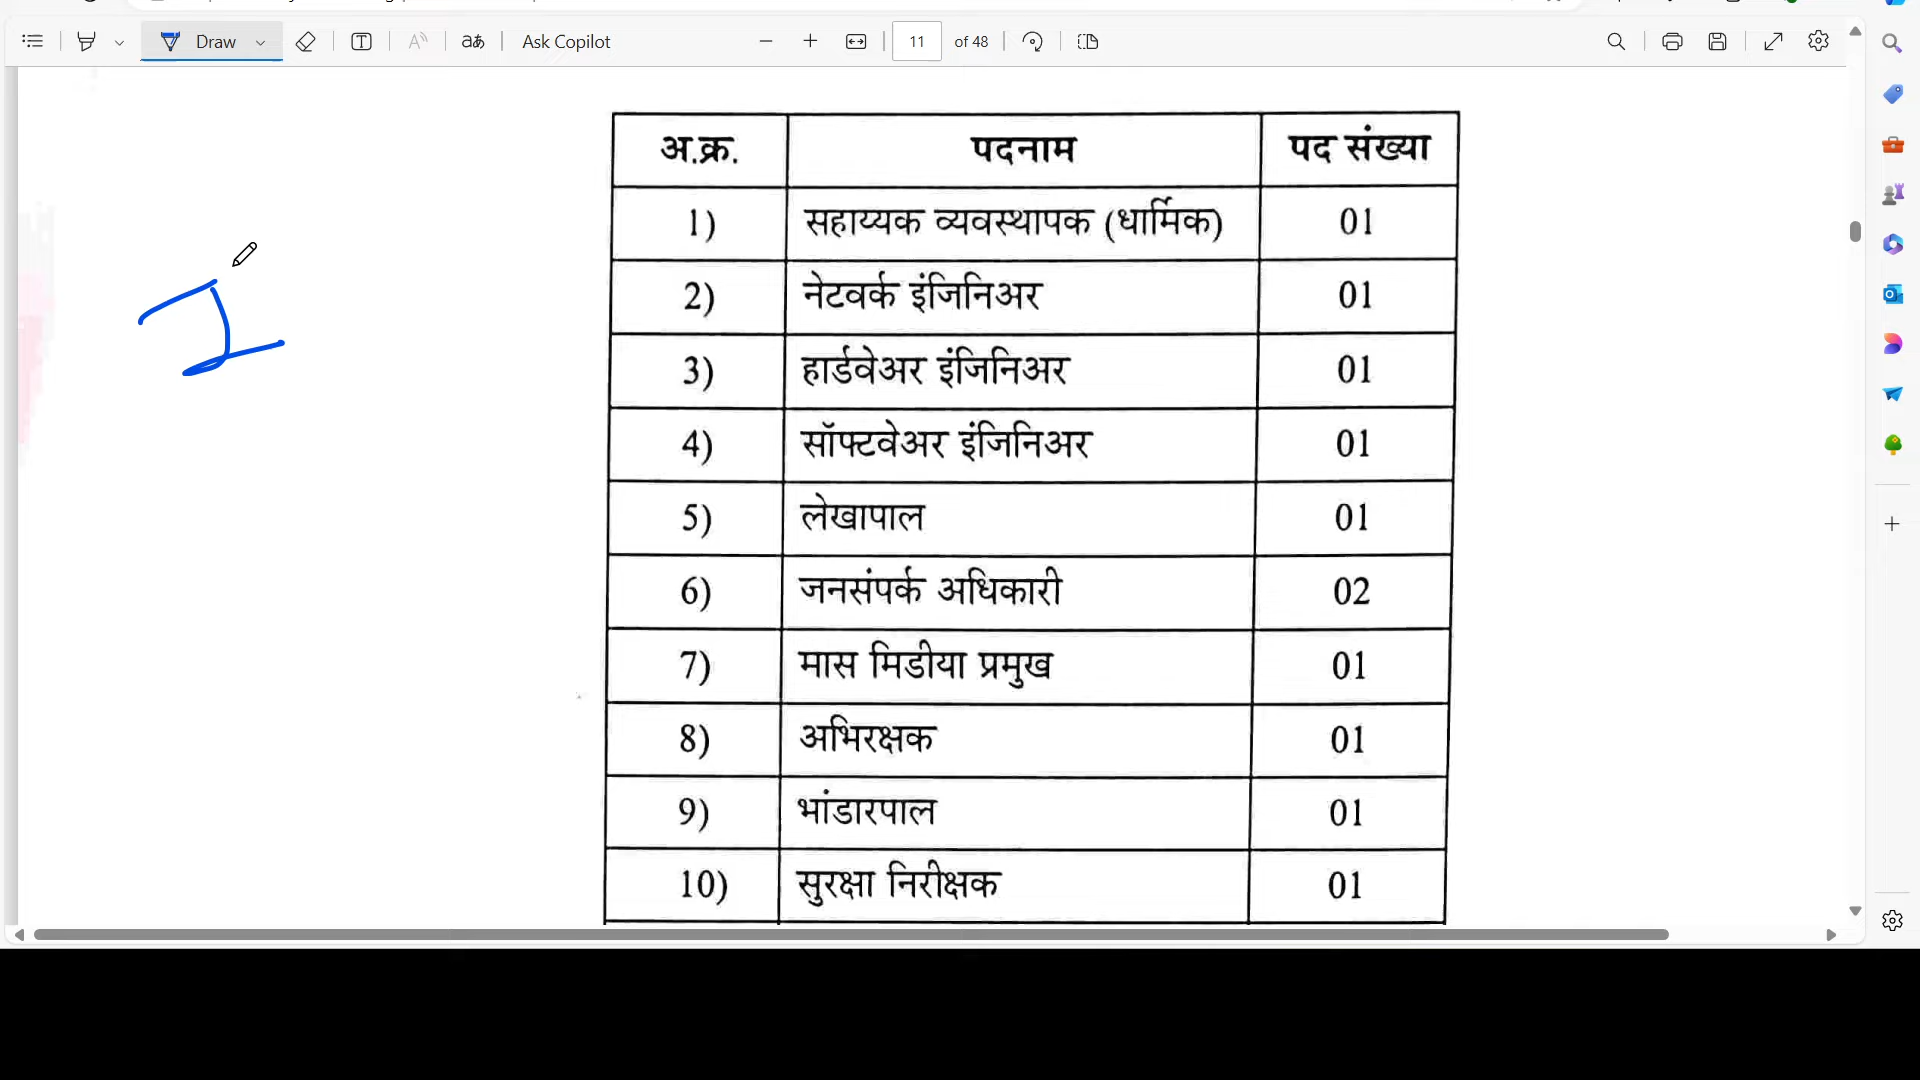 Draw
aあ
Ask Copilot
11 of 48
अ.क्र. पदनाम पद संख्या
1) सहाय्यक व्यवस्थापक (धार्मिक) 01
2) नेटवर्क इंजिनिअर 01
3) हार्डवेअर इंजिनिअर 01
4) सॉफ्टवेअर इंजिनिअर 01
5) लेखापाल 01
6) जनसंपर्क अधिकारी 02
7) मास मिडीया प्रमुख 01
8) अभिरक्षक 01
9) भांडारपाल 01
10) सुरक्षा निरीक्षक 01
I